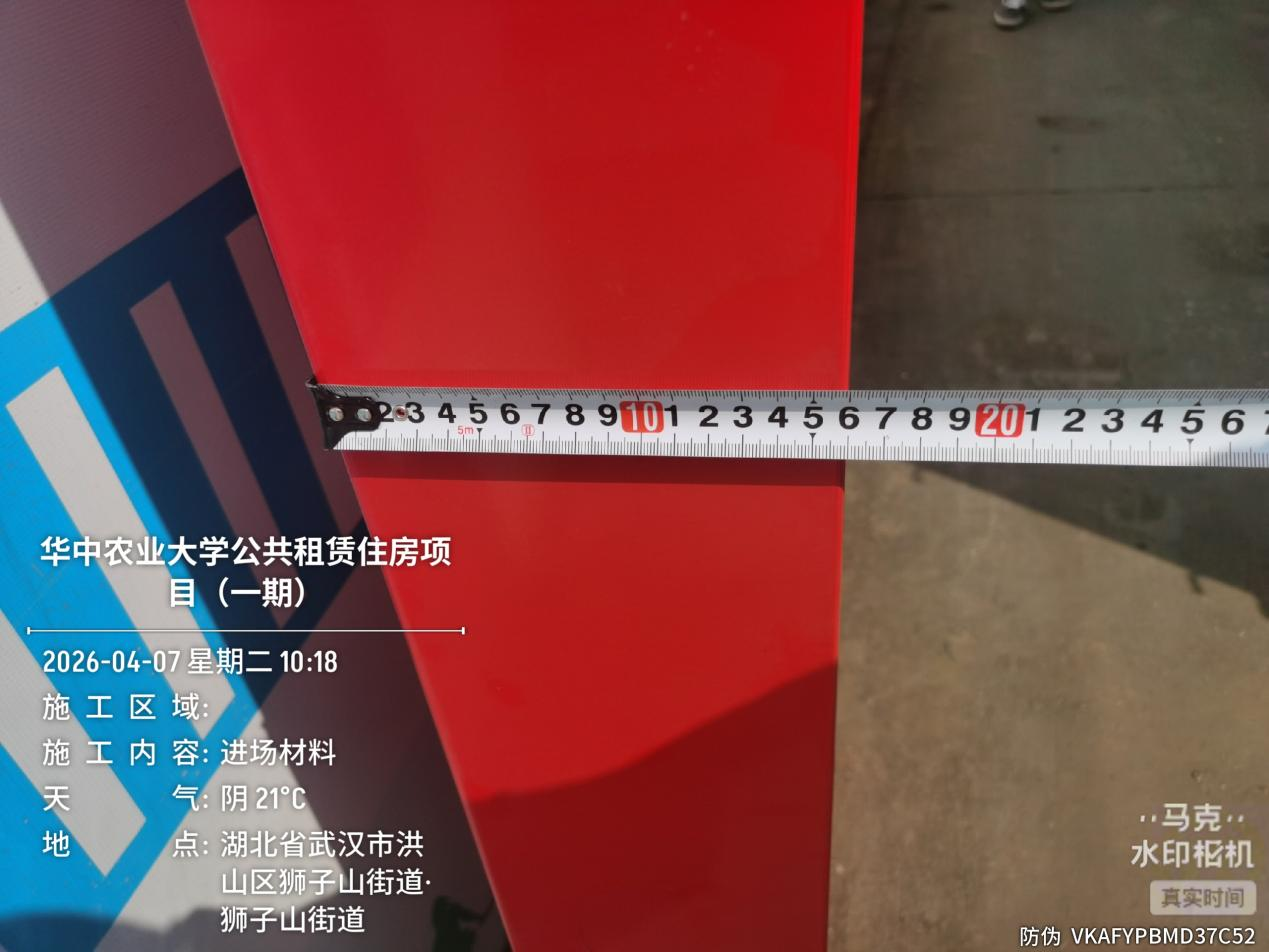 2 3 4 5 6 7 8 9 10 1 2 3 4 5 6 7 8 9 20 1 2 3 4 5 6 7
5m Ⅱ
华中农业大学公共租赁住房项
目（一期）
2026-04-07 星期二 10:18
施工区域:
施工内容: 进场材料
天气: 阴 21°C
地点: 湖北省武汉市洪
山区狮子山街道·
狮子山街道
马克
水印相机
真实时间
防伪 VKAFYPBMD37C52